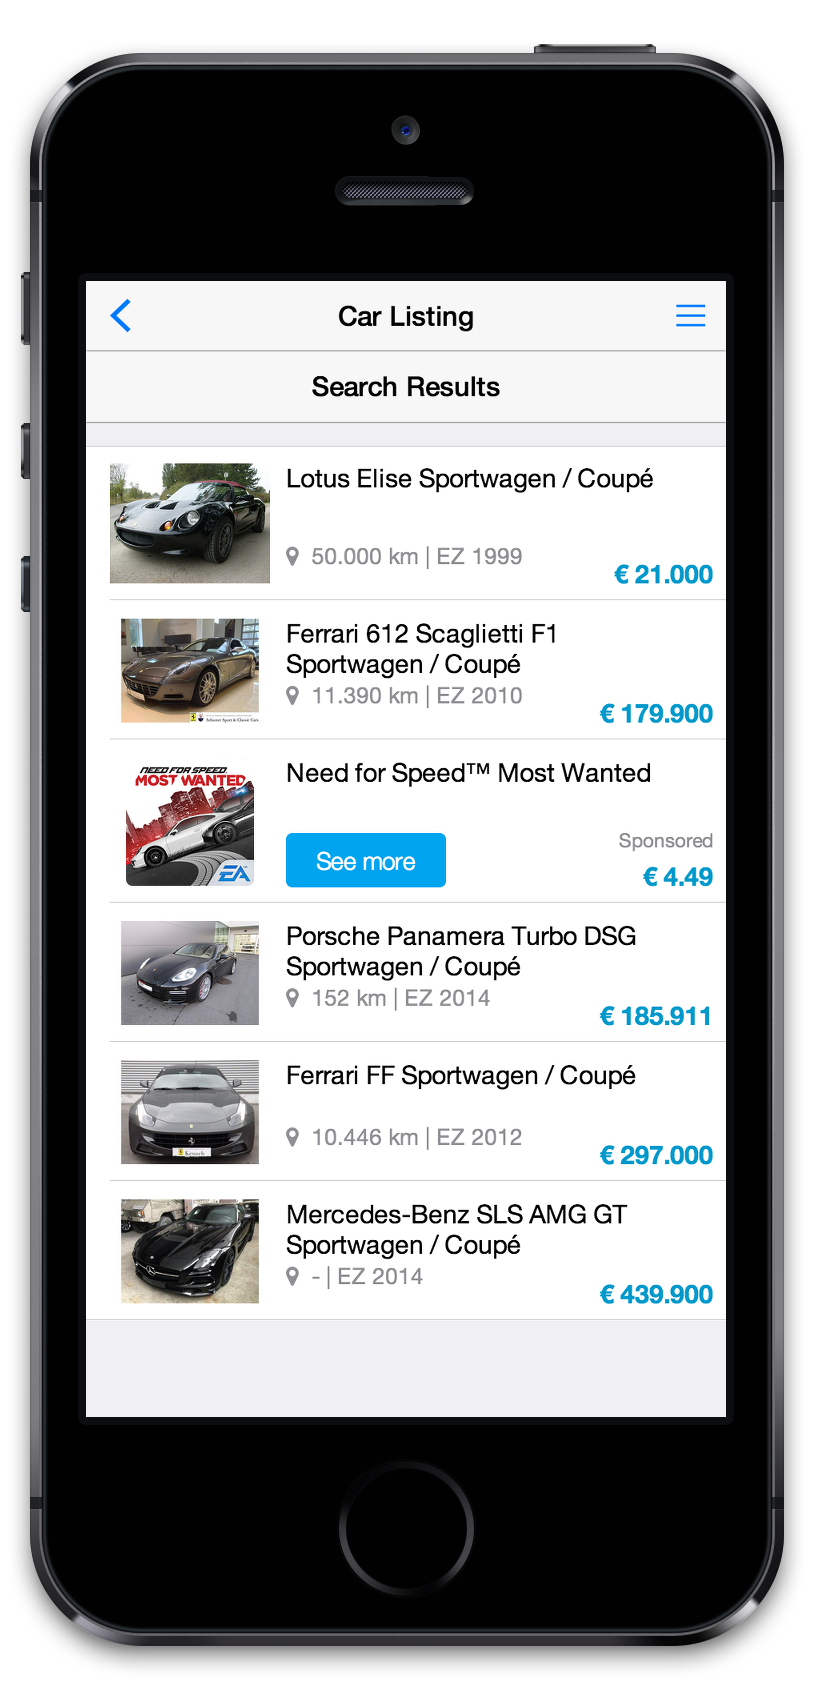 Car Listing
Search Results
Lotus Elise Sportwagen / Coupé
50.000 km | EZ 1999
€ 21.000
Ferrari 612 Scaglietti F1
Sportwagen / Coupé
11.390 km | EZ 2010
€ 179.900
Schuster Sport & Classic Cars
NEED FOR SPEED
MOST WANTED
EA
Need for Speed™ Most Wanted
Sponsored
See more
€ 4.49
Porsche Panamera Turbo DSG
Sportwagen / Coupé
152 km | EZ 2014
€ 185.911
Ferrari FF Sportwagen / Coupé
10.446 km | EZ 2012
€ 297.000
Mercedes-Benz SLS AMG GT
Sportwagen / Coupé
- | EZ 2014
€ 439.900